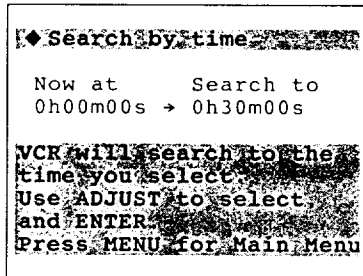 ◆ Search by time
Now at Search to
0h00m00s → 0h30m00s
VCR will search to the
time you select.
Use ADJUST to select
and ENTER.
Press MENU for Main Menu